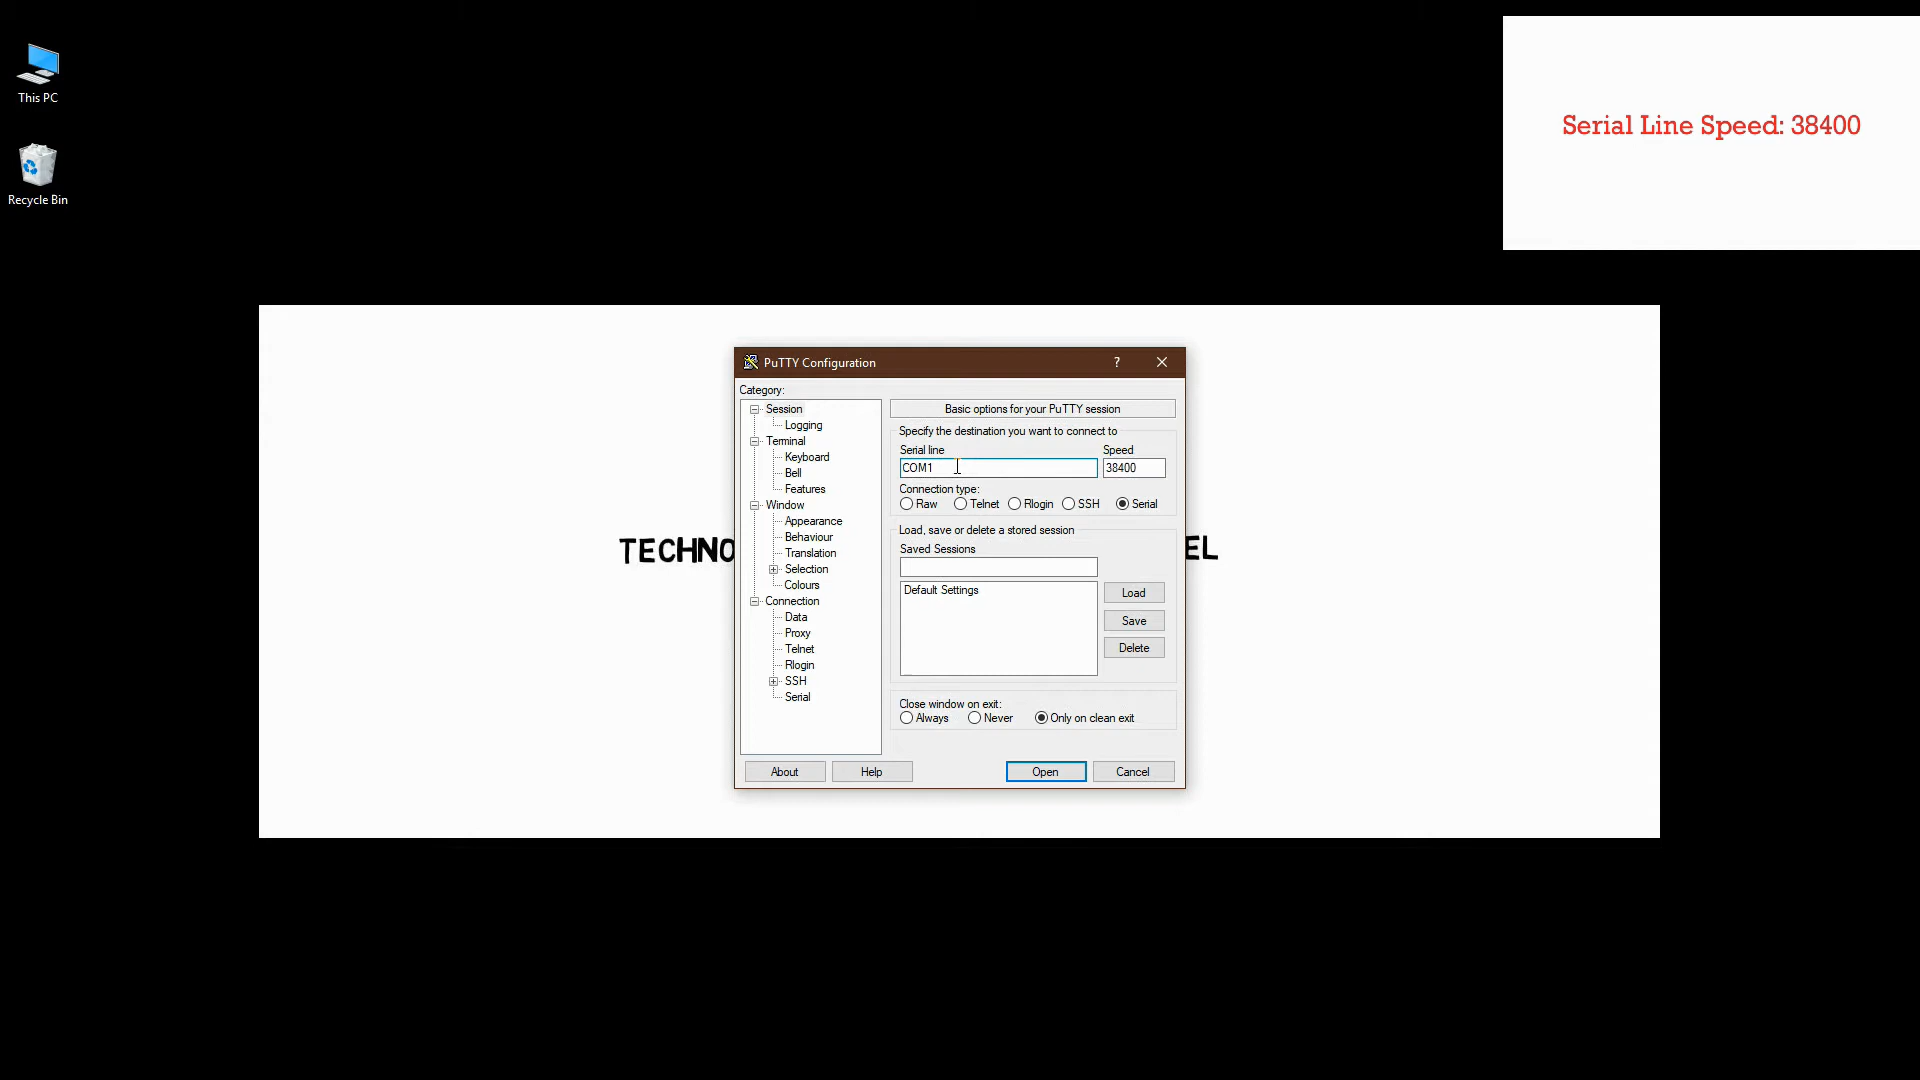 This PC
Recycle Bin
Serial Line Speed: 38400
TECHNO
EL
PuTTY Configuration
?
Category:
Session
Logging
Terminal
Keyboard
Bell
Features
Window
Appearance
Behaviour
Translation
Selection
Colours
Connection
Data
Proxy
Telnet
Rlogin
SSH
Serial
Basic options for your PuTTY session
Specify the destination you want to connect to
Serial line Speed
COM1 38400
Connection type:
Raw Telnet Rlogin SSH Serial
Load, save or delete a stored session
Saved Sessions
Default Settings
Load
Save
Delete
Close window on exit:
Always Never Only on clean exit
About Help Open Cancel